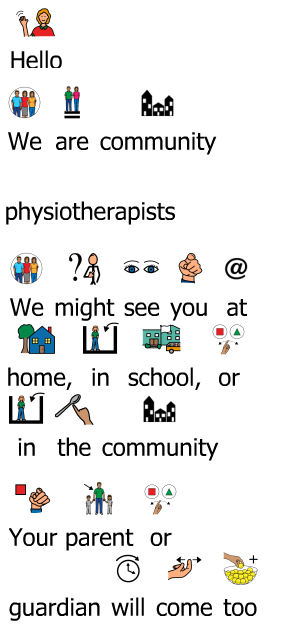 Hello
We are community
physiotherapists
?
@
We might see you at
home, in school, or
in the community
Your parent or
guardian will come too